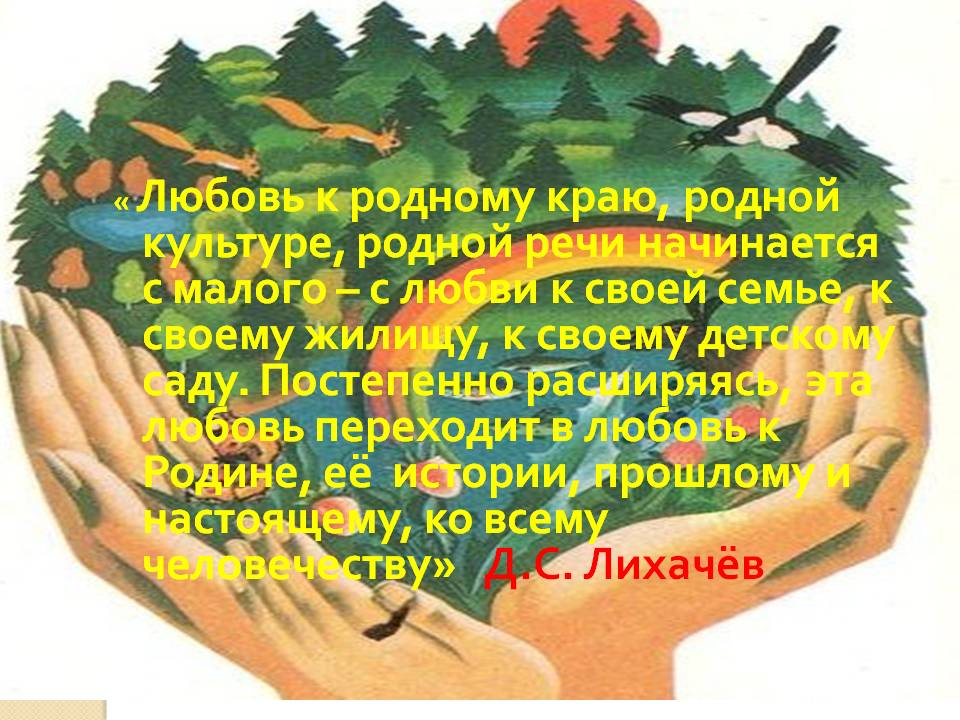 « Любовь к родному краю, родной
культуре, родной речи начинается
с малого – с любви к своей семье, к
своему жилищу, к своему детскому
саду. Постепенно расширяясь, эта
любовь переходит в любовь к
Родине, её истории, прошлому и
настоящему, ко всему
человечеству» Д.С. Лихачёв